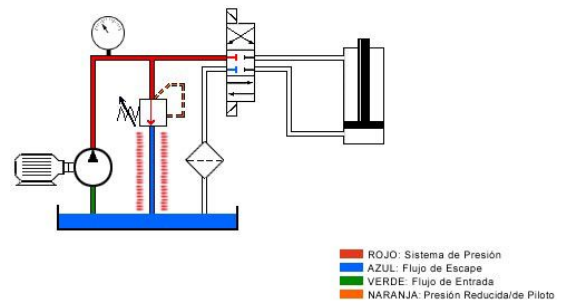 ROJO: Sistema de Presión
AZUL: Flujo de Escape
VERDE: Flujo de Entrada
NARANJA: Presión Reducida/de Piloto